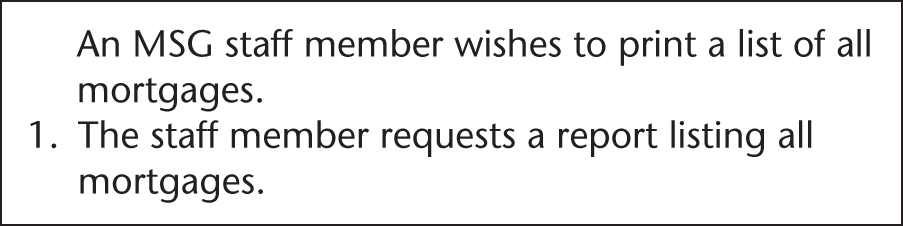 An MSG staff member wishes to print a list of all
mortgages.
1. The staff member requests a report listing all
mortgages.